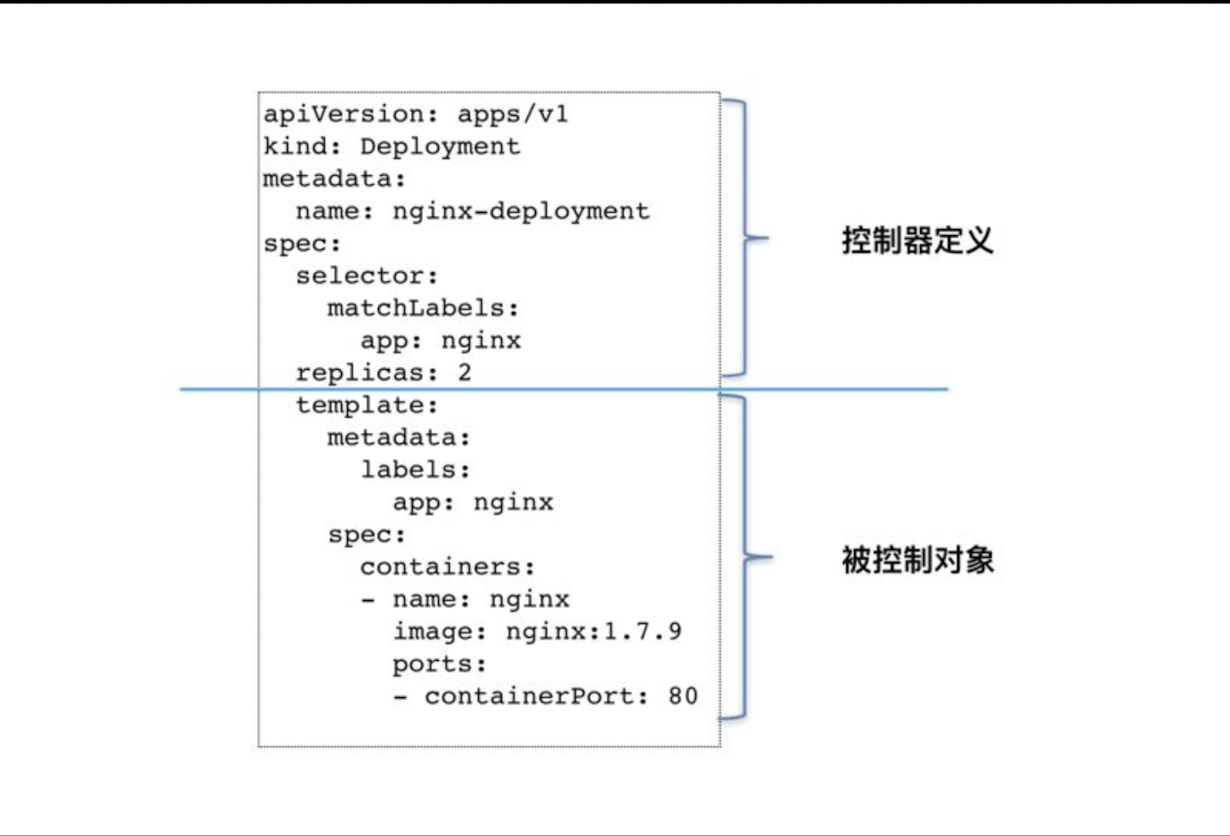 apiVersion: apps/v1
kind: Deployment
metadata:
  name: nginx-deployment
spec:
  selector:
    matchLabels:
      app: nginx
  replicas: 2
控制器定义
  template:
    metadata:
      labels:
        app: nginx
    spec:
      containers:
      - name: nginx
        image: nginx:1.7.9
        ports:
        - containerPort: 80
被控制对象